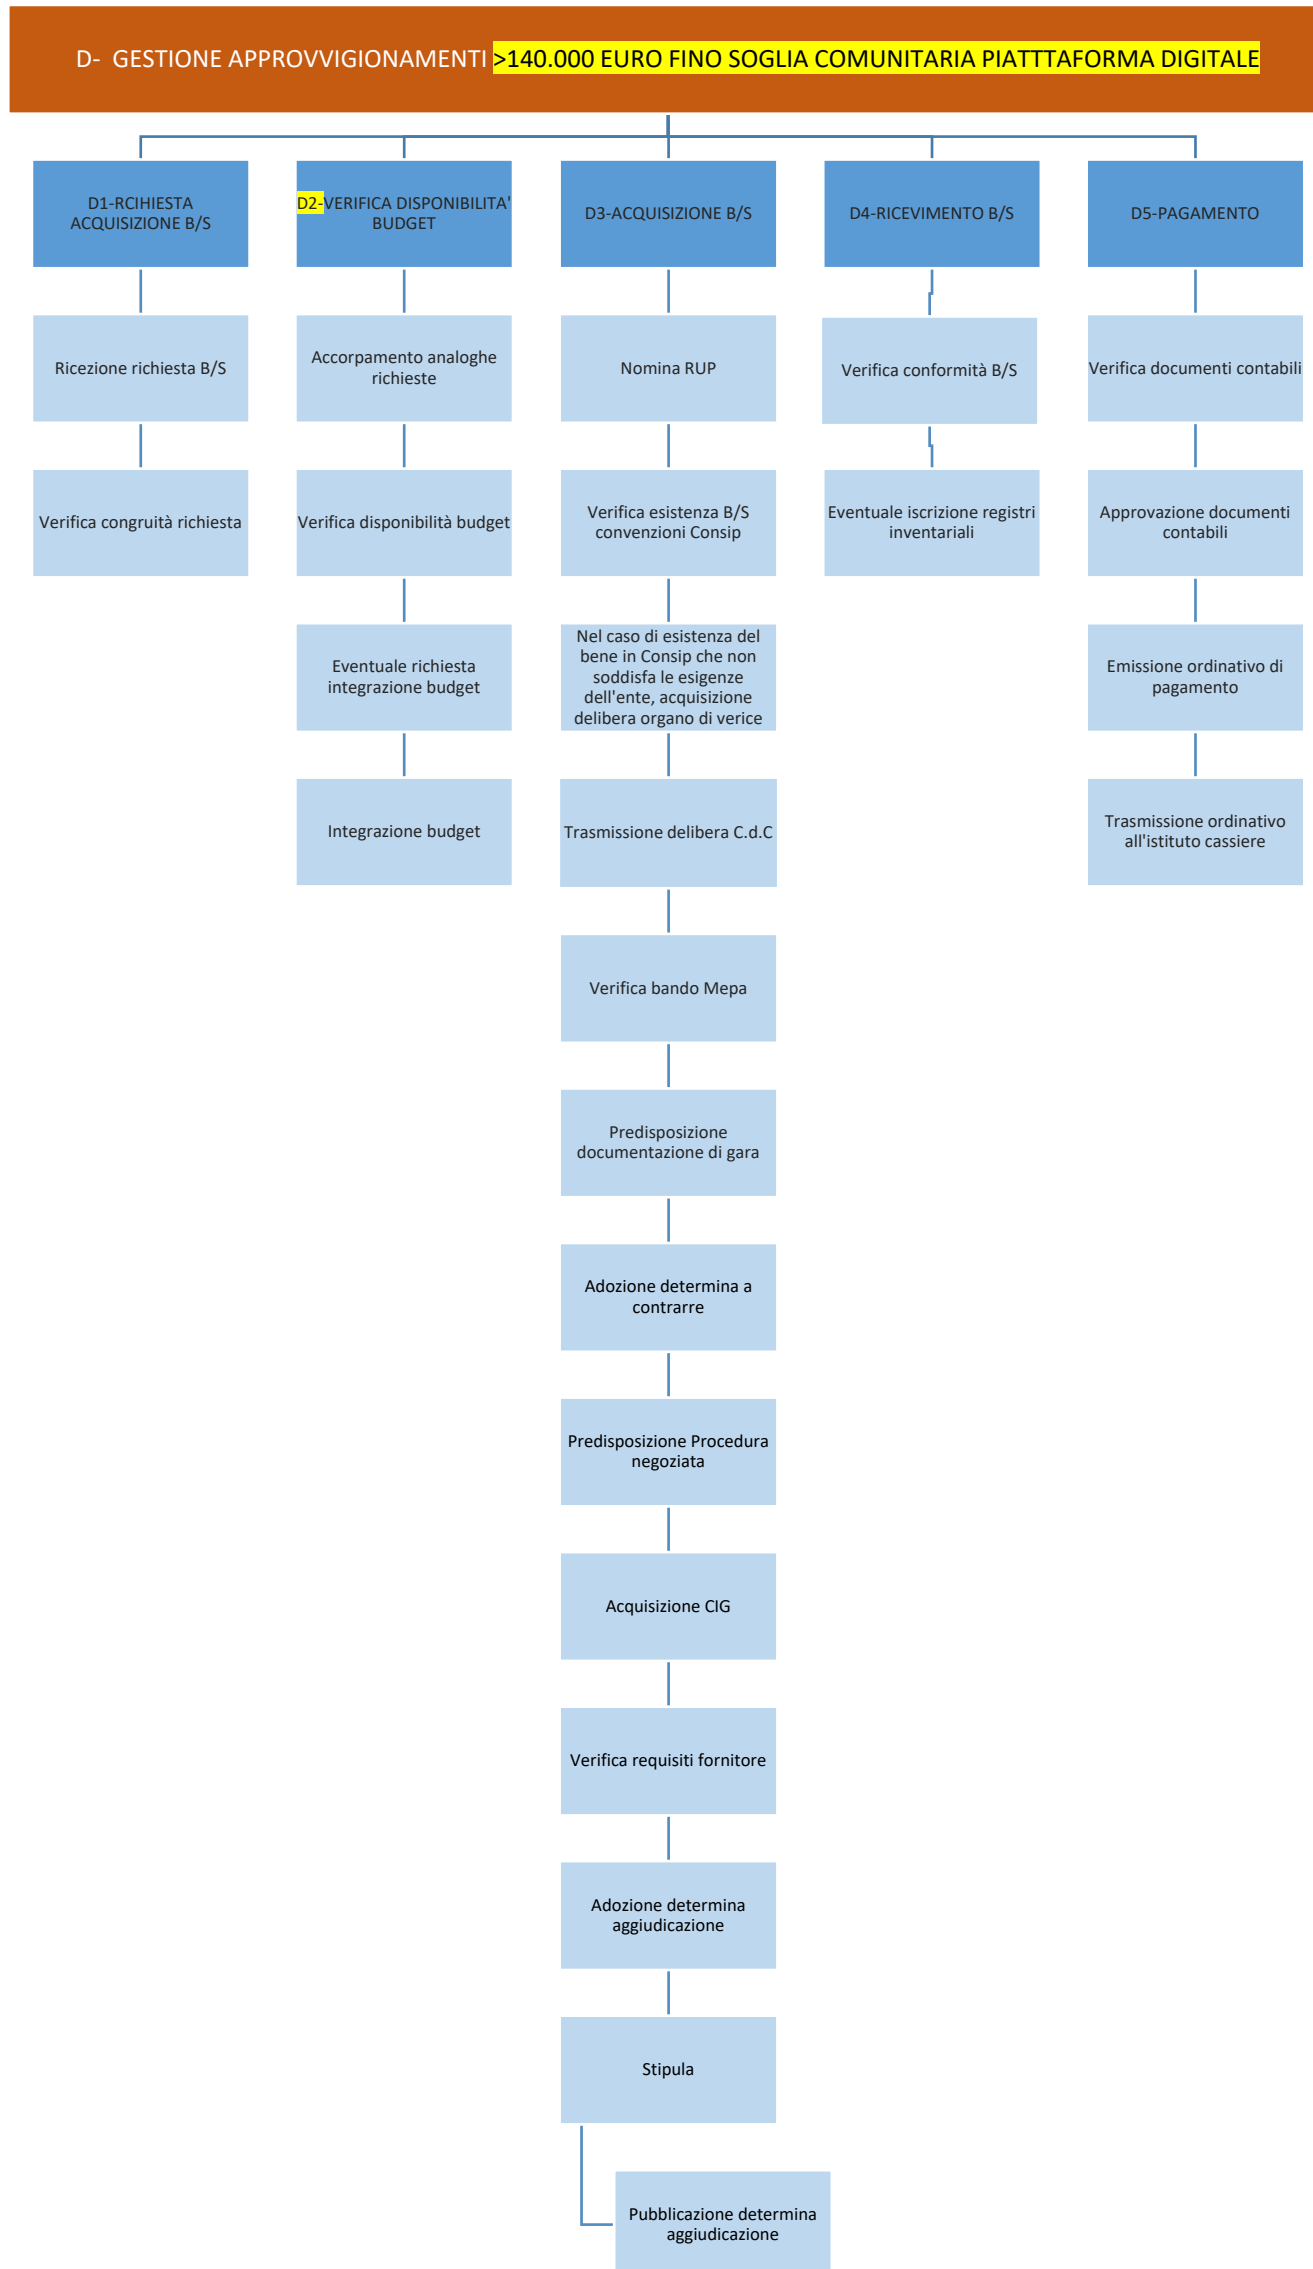 D- GESTIONE APPROVVIGIONAMENTI >140.000 EURO FINO SOGLIA COMUNITARIA PIATTTAFORMA DIGITALE
D1-RCIHIESTA
ACQUISIZIONE B/S
Ricezione richiesta B/S
Verifica congruità richiesta
D2-VERIFICA DISPONIBILITA'
BUDGET
Accorpamento analoghe
richieste
Verifica disponibilità budget
Eventuale richiesta
integrazione budget
Integrazione budget
D3-ACQUISIZIONE B/S
Nomina RUP
Verifica esistenza B/S
convenzioni Consip
Nel caso di esistenza del
bene in Consip che non
soddisfa le esigenze
dell'ente, acquisizione
delibera organo di verice
Trasmissione delibera C.d.C
Verifica bando Mepa
Predisposizione
documentazione di gara
Adozione determina a
contrarre
Predisposizione Procedura
negoziata
Acquisizione CIG
Verifica requisiti fornitore
Adozione determina
aggiudicazione
Stipula
Pubblicazione determina
aggiudicazione
D4-RICEVIMENTO B/S
Verifica conformità B/S
Eventuale iscrizione registri
inventariali
D5-PAGAMENTO
Verifica documenti contabili
Approvazione documenti
contabili
Emissione ordinativo di
pagamento
Trasmissione ordinativo
all'istituto cassiere